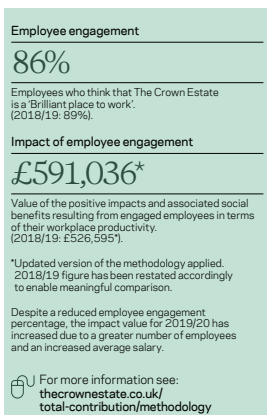 Employee engagement
86%
Employees who think that The Crown Estate
is a ‘Brilliant place to work’.
(2018/19: 89%).
Impact of employee engagement
£591,036*
Value of the positive impacts and associated social
benefits resulting from engaged employees in terms
of their workplace productivity.
(2018/19: £526,595*).
*Updated version of the methodology applied.
2018/19 figure has been restated accordingly
to enable meaningful comparison.
Despite a reduced employee engagement
percentage, the impact value for 2019/20 has
increased due to a greater number of employees
and an increased average salary.
For more information see:
thecrownestate.co.uk/
total-contribution/methodology